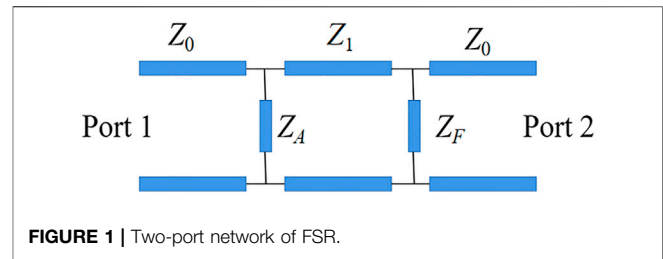 Z0 Z1 Z0
Port 1 ZA ZF Port 2
FIGURE 1 | Two-port network of FSR.